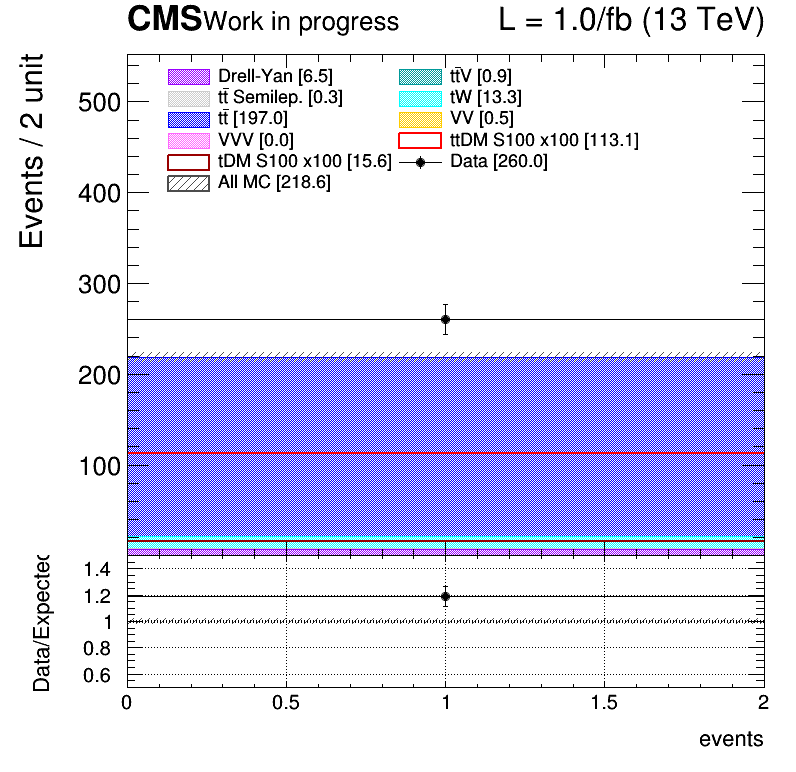 CMS Work in progress L = 1.0/fb (13 TeV)
Events / 2 unit
Drell-Yan [6.5] tt̄V [0.9]
tt̄ Semilep. [0.3] tW [13.3]
tt̄ [197.0] VV [0.5]
VVV [0.0] ttDM S100 x100 [113.1]
tDM S100 x100 [15.6] Data [260.0]
All MC [218.6]
500
400
300
200
100
Data/Expected
1.4
1.2
1
0.8
0.6
0 0.5 1 1.5 2
events